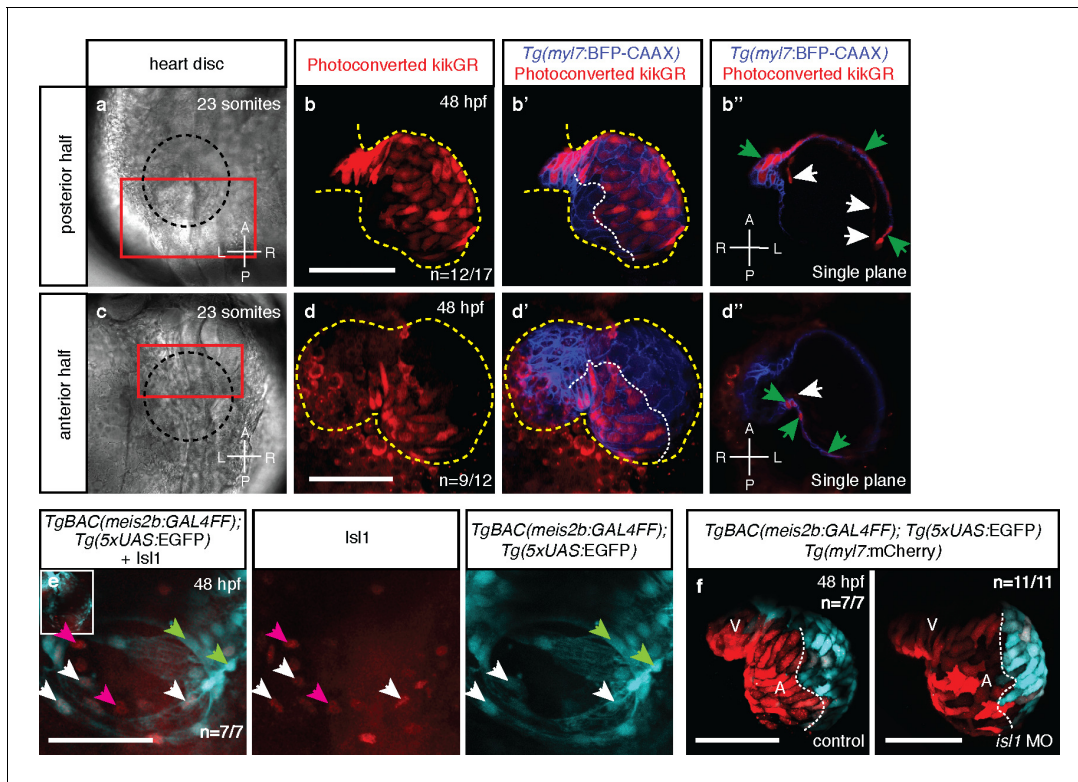 heart disc
Photoconverted kikGR
Tg(myl7:BFP-CAAX)
Photoconverted kikGR
Tg(myl7:BFP-CAAX)
Photoconverted kikGR
posterior half
a
23 somites
A
L
R
P
b
48 hpf
n=12/17
b'
b''
A
R
L
P
Single plane
anterior half
c
23 somites
A
L
R
P
d
48 hpf
n=9/12
d'
d''
A
R
L
P
Single plane
TgBAC(meis2b:GAL4FF);
Tg(5xUAS:EGFP)
+ Isl1
Isl1
TgBAC(meis2b:GAL4FF);
Tg(5xUAS:EGFP)
TgBAC(meis2b:GAL4FF); Tg(5xUAS:EGFP)
Tg(myl7:mCherry)
e
48 hpf
n=7/7
f
48 hpf
n=7/7
V
A
control
n=11/11
V
A
isl1 MO